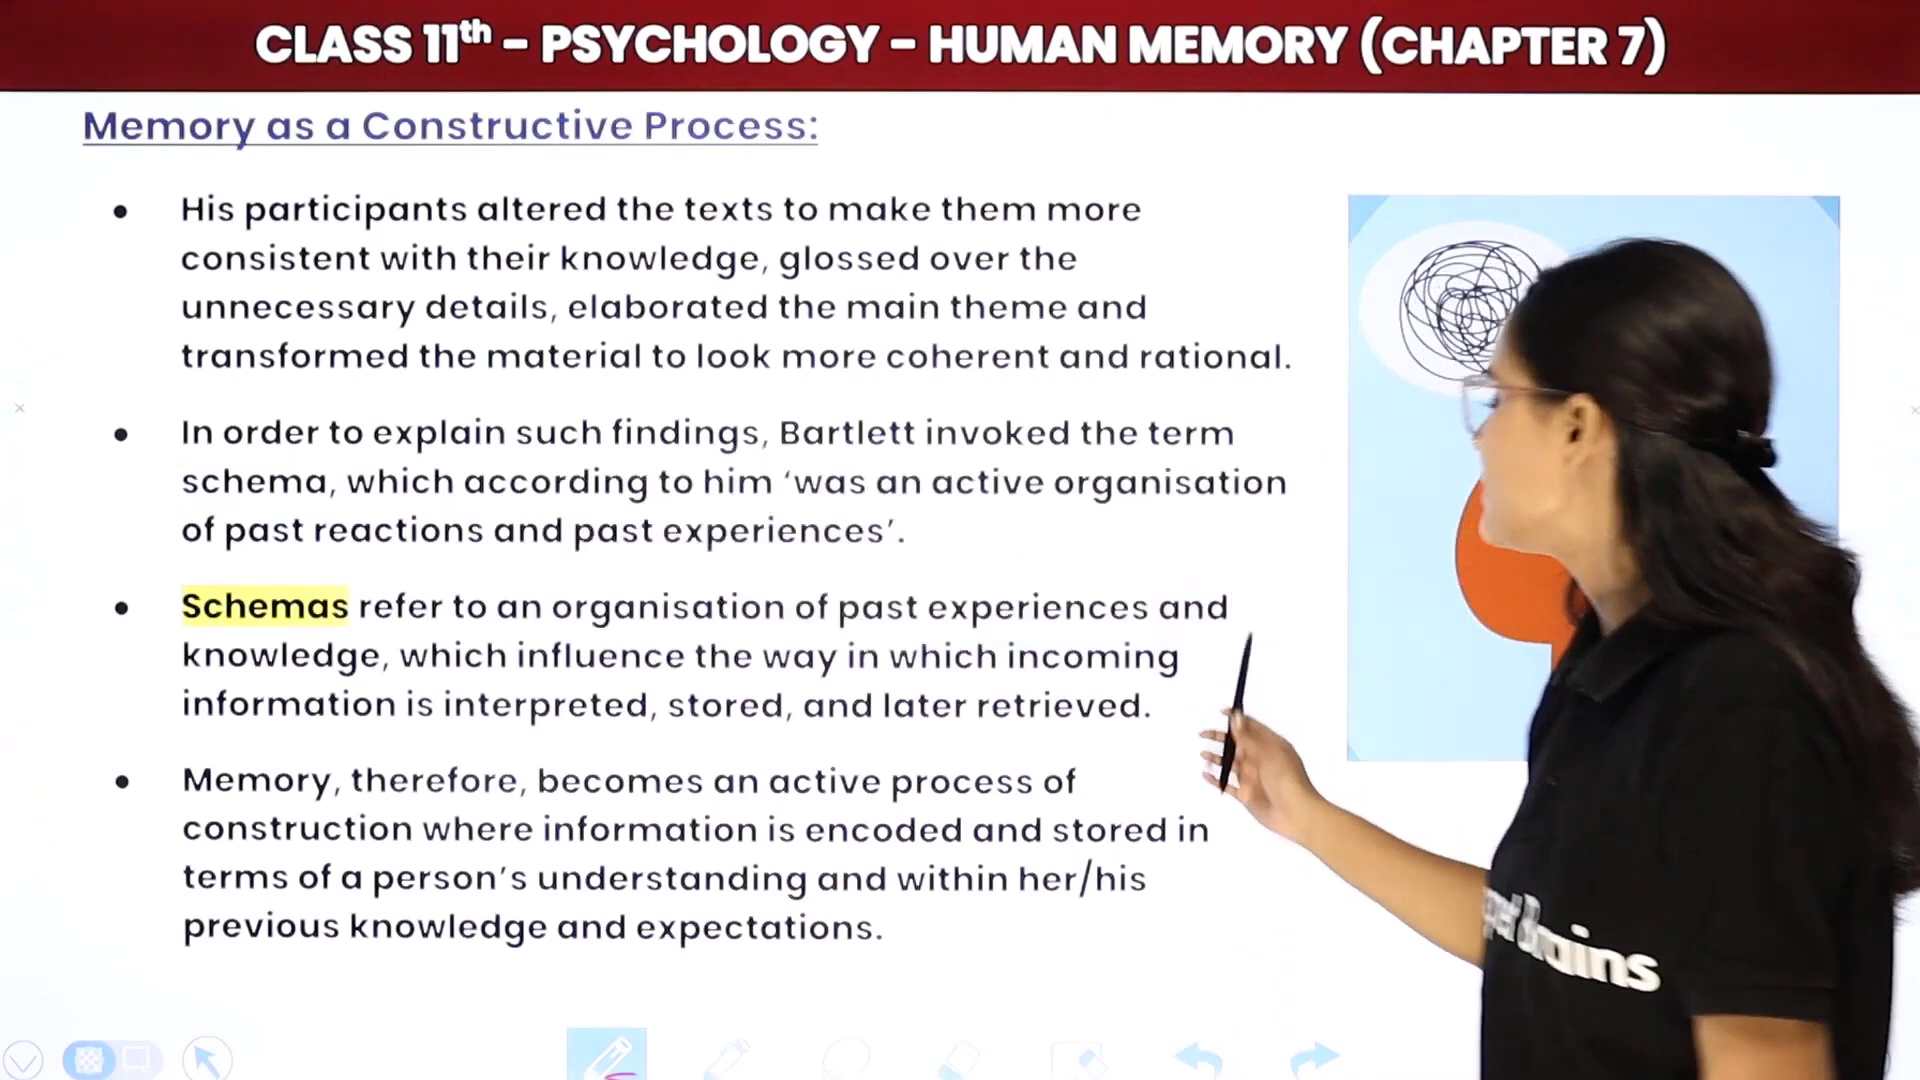 CLASS 11th – PSYCHOLOGY – HUMAN MEMORY (CHAPTER 7)
Memory as a Constructive Process:
• His participants altered the texts to make them more
consistent with their knowledge, glossed over the
unnecessary details, elaborated the main theme and
transformed the material to look more coherent and rational.
• In order to explain such findings, Bartlett invoked the term
schema, which according to him ‘was an active organisation
of past reactions and past experiences’.
• Schemas refer to an organisation of past experiences and
knowledge, which influence the way in which incoming
information is interpreted, stored, and later retrieved.
• Memory, therefore, becomes an active process of
construction where information is encoded and stored in
terms of a person’s understanding and within her/his
previous knowledge and expectations.